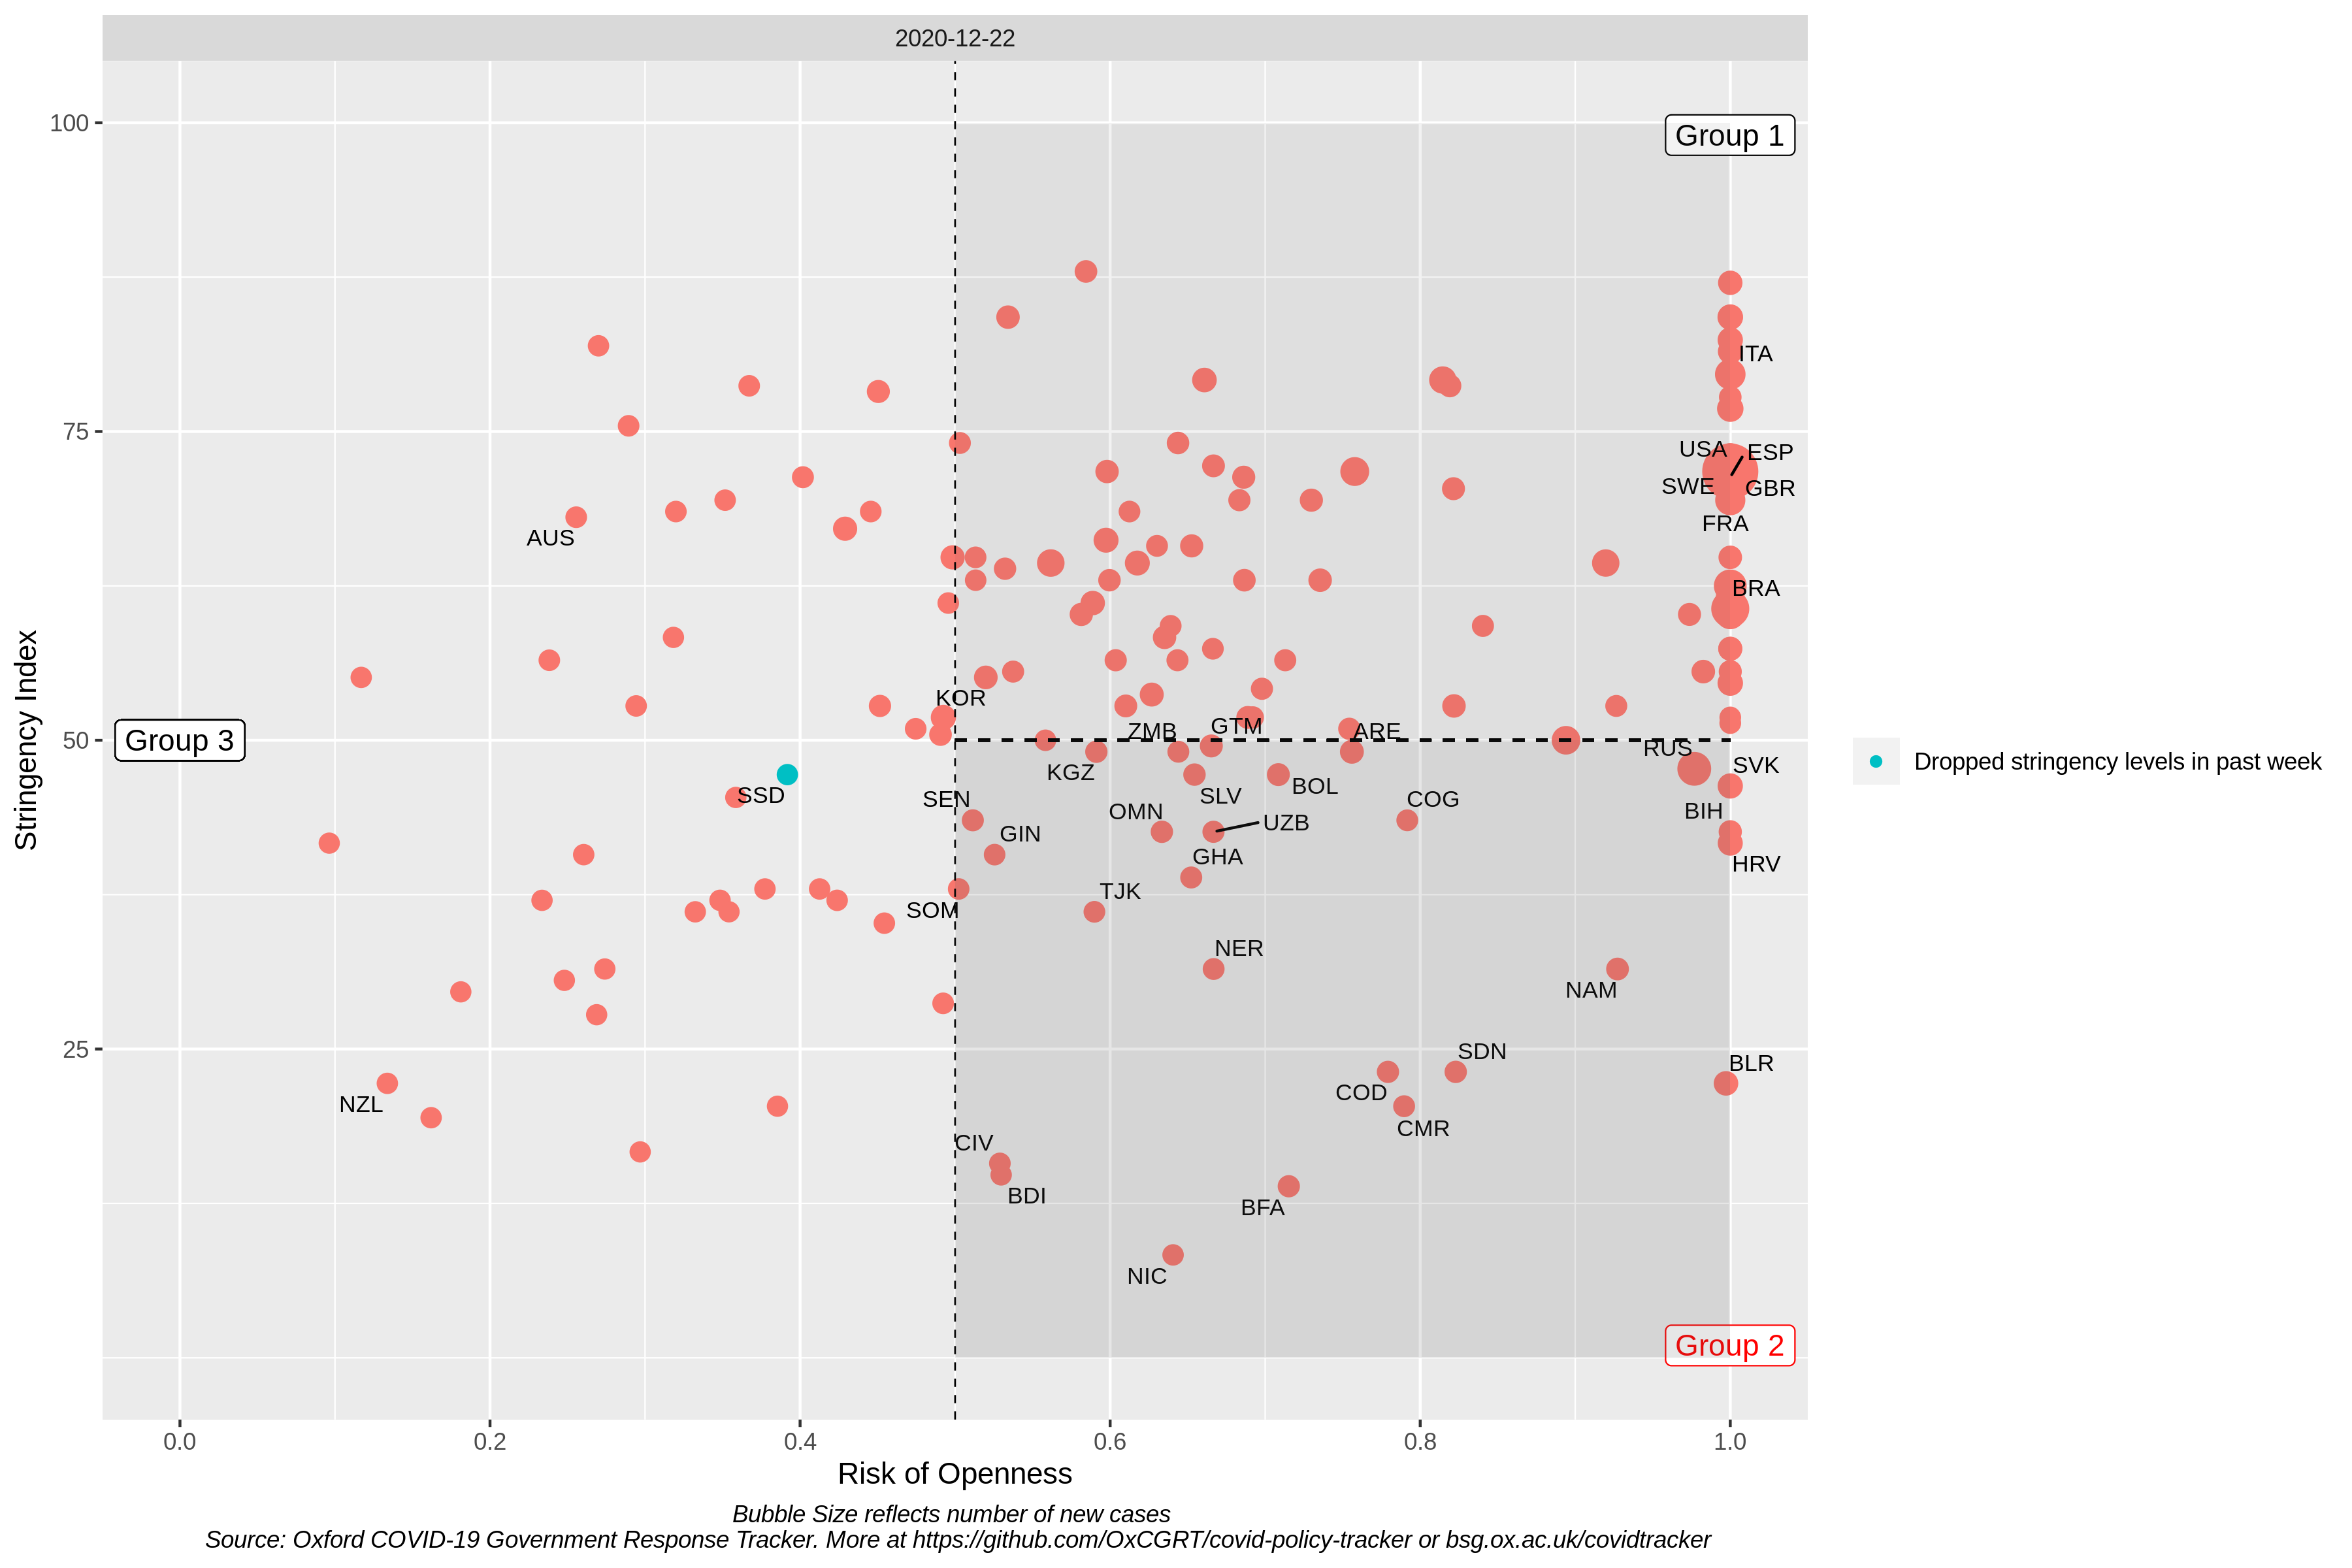 2020-12-22
100
Group 1
ITA
75
USA
ESP
SWE
GBR
AUS
FRA
BRA
KOR
ZMB
GTM
ARE
Group 3
50
RUS
KGZ
SVK
Dropped stringency levels in past week
SSD
SEN
SLV
BOL
COG
OMN
BIH
GIN
UZB
GHA
HRV
TJK
SOM
NER
NAM
25
SDN
BLR
NZL
COD
CMR
CIV
BDI
BFA
NIC
Group 2
Stringency Index
0.0
0.2
0.4
0.6
0.8
1.0
Risk of Openness
Bubble Size reflects number of new cases
Source: Oxford COVID-19 Government Response Tracker. More at https://github.com/OxCGRT/covid-policy-tracker or bsg.ox.ac.uk/covidtracker